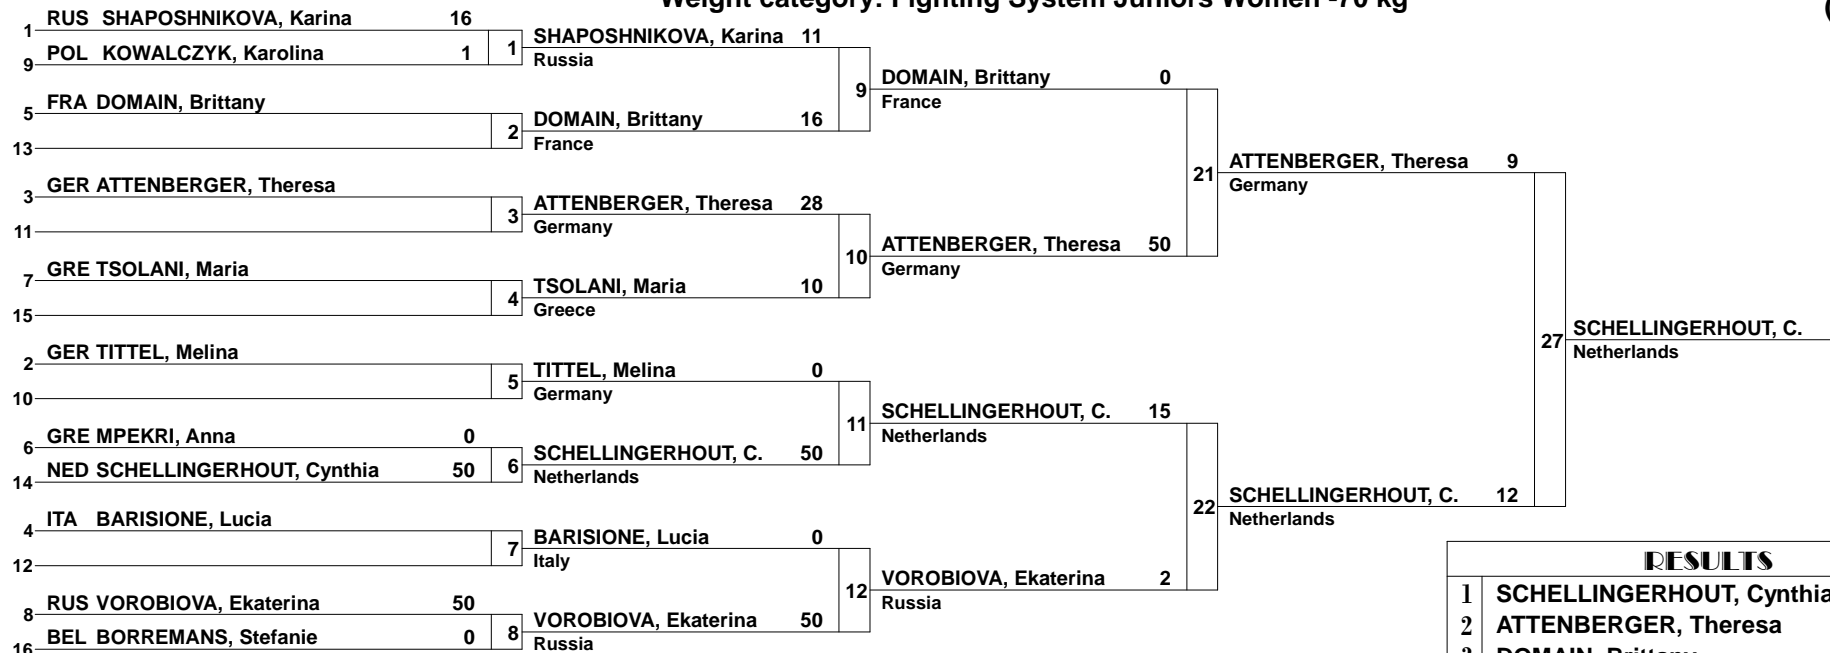 Weight category: Fighting System Juniors Women -70 kg
1 RUS SHAPOSHNIKOVA, Karina 16
9 POL KOWALCZYK, Karolina 1
1
SHAPOSHNIKOVA, Karina 11
Russia
5 FRA DOMAIN, Brittany
13
2
DOMAIN, Brittany 16
France
9
DOMAIN, Brittany 0
France
3 GER ATTENBERGER, Theresa
11
3
ATTENBERGER, Theresa 28
Germany
7 GRE TSOLANI, Maria
15
4
TSOLANI, Maria 10
Greece
10
ATTENBERGER, Theresa 50
Germany
21
ATTENBERGER, Theresa 9
Germany
2 GER TITTEL, Melina
10
5
TITTEL, Melina 0
Germany
6 GRE MPEKRI, Anna 0
14 NED SCHELLINGERHOUT, Cynthia 50
6
SCHELLINGERHOUT, C. 50
Netherlands
11
SCHELLINGERHOUT, C. 15
Netherlands
4 ITA BARISIONE, Lucia
12
7
BARISIONE, Lucia 0
Italy
8 RUS VOROBIOVA, Ekaterina 50
16 BEL BORREMANS, Stefanie 0
8
VOROBIOVA, Ekaterina 50
Russia
12
VOROBIOVA, Ekaterina 2
Russia
22
SCHELLINGERHOUT, C. 12
Netherlands
27
SCHELLINGERHOUT, C.
Netherlands
RESULTS
1 SCHELLINGERHOUT, Cynthia
2 ATTENBERGER, Theresa
3 DOMAIN, Brittany